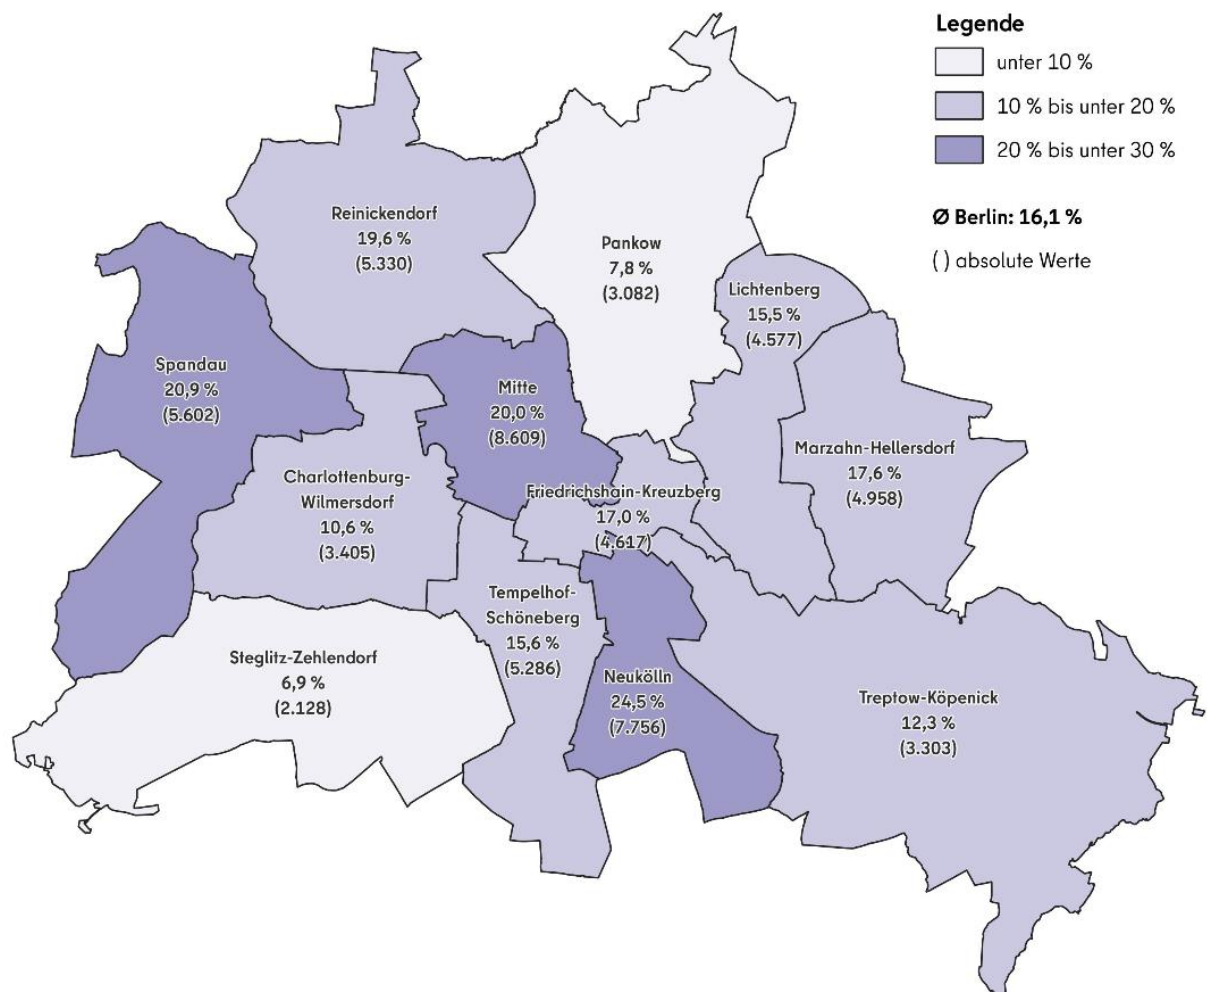 Legende
unter 10 %
10 % bis unter 20 %
20 % bis unter 30 %
Ø Berlin: 16,1 %
( ) absolute Werte
Reinickendorf
19,6 %
(5.330)
Pankow
7,8 %
(3.082)
Lichtenberg
15,5 %
(4.577)
Spandau
20,9 %
(5.602)
Mitte
20,0 %
(8.609)
Marzahn-Hellersdorf
17,6 %
(4.958)
Charlottenburg-
Wilmersdorf
10,6 %
(3.405)
Friedrichshain-Kreuzberg
17,0 %
(4.617)
Tempelhof-
Schöneberg
15,6 %
(5.286)
Steglitz-Zehlendorf
6,9 %
(2.128)
Neukölln
24,5 %
(7.756)
Treptow-Köpenick
12,3 %
(3.303)